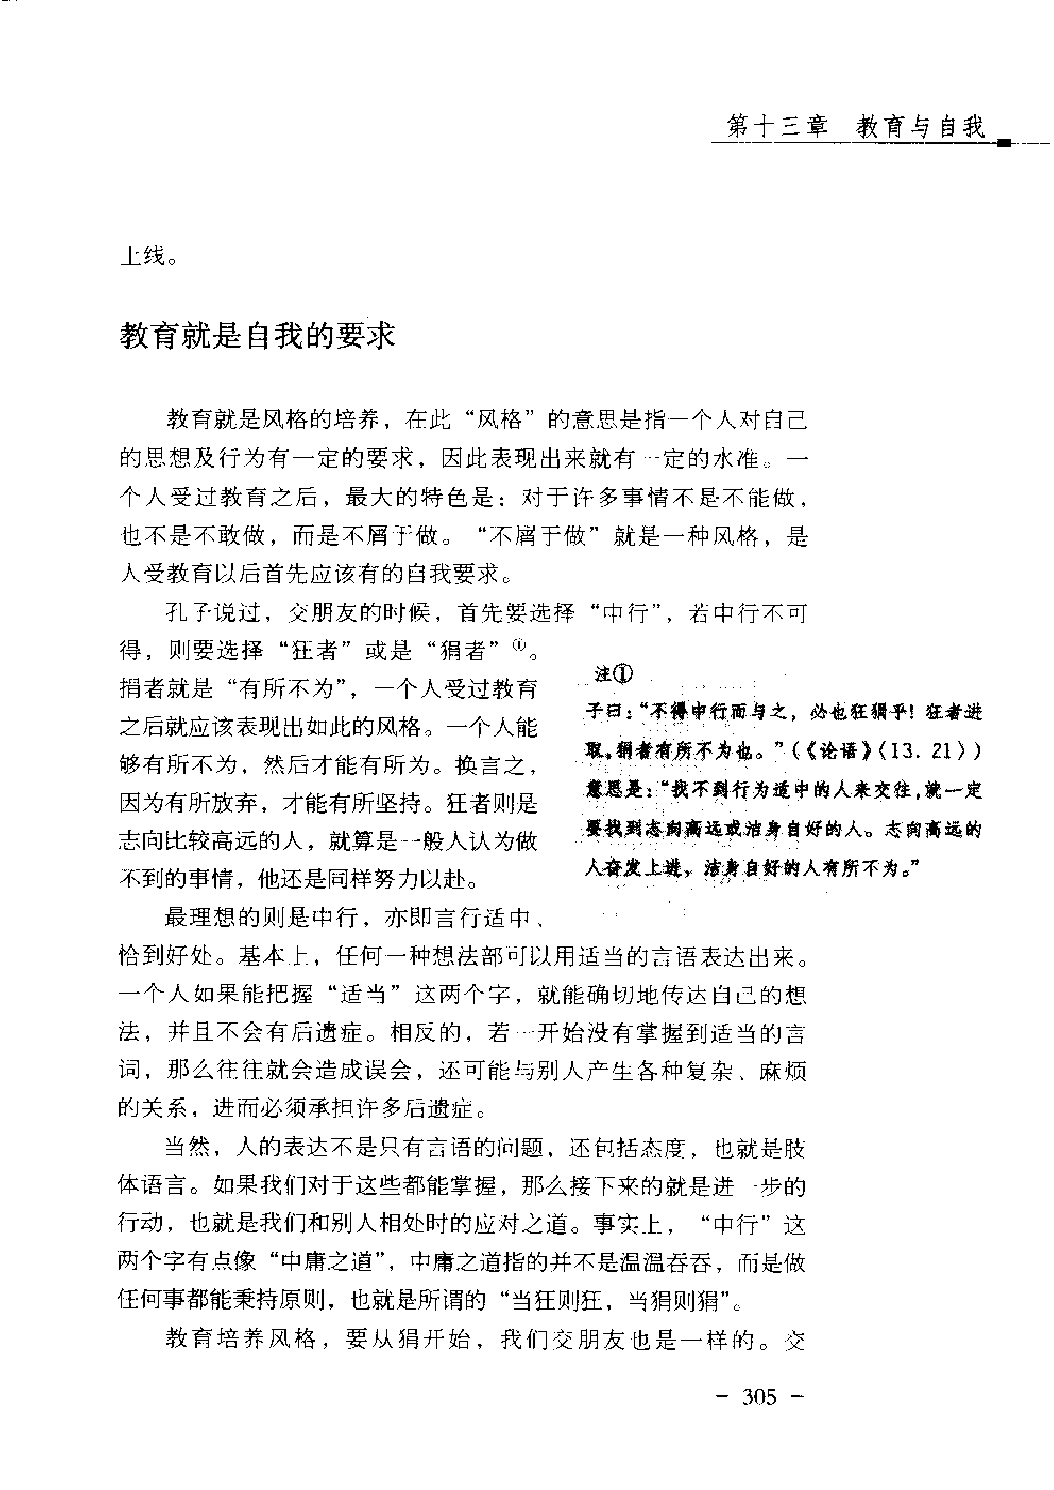 第十三章　教育与自我
上线。
教育就是自我的要求
教育就是风格的培养，在此“风格”的意思是指一个人对自己
的思想及行为有一定的要求，因此表现出来就有一定的水准。一
个人受过教育之后，最大的特色是：对于许多事情不是不能做，
也不是不敢做，而是不屑于做。“不屑于做”就是一种风格，是
人受教育以后首先应该有的自我要求。
孔子说过，交朋友的时候，首先要选择“中行”，若中行不可
得，则要选择“狂者”或是“狷者”①。
捐者就是“有所不为”，一个人受过教育
之后就应该表现出如此的风格。一个人能
够有所不为，然后才能有所为。换言之，
因为有所放弃，才能有所坚持。狂者则是
志向比较高远的人，就算是一般人认为做
不到的事情，他还是同样努力以赴。
注①
子曰：“不得中行而与之，必也狂狷乎！狂者进
取，狷者有所不为也。”（《论语》〈13．21〉）
意思是：“找不到行为适中的人来交往，就一定
要找到志向高远或洁身自好的人。志向高远的
人奋发上进，洁身自好的人有所不为。”
最理想的则是中行，亦即言行适中、
恰到好处。基本上，任何一种想法部可以用适当的言语表达出来。
一个人如果能把握“适当”这两个字，就能确切地传达自己的想
法，并且不会有后遗症。相反的，若一开始没有掌握到适当的言
词，那么往往就会造成误会，还可能与别人产生各种复杂、麻烦
的关系，进而必须承担许多后遗症。
当然，人的表达不是只有言语的问题，还包括态度，也就是肢
体语言。如果我们对于这些都能掌握，那么接下来的就是进一步的
行动，也就是我们和别人相处时的应对之道。事实上，“中行”这
两个字有点像“中庸之道”，中庸之道指的并不是温温吞吞，而是做
任何事都能秉持原则，也就是所谓的“当狂则狂，当狷则狷”。
教育培养风格，要从狷开始，我们交朋友也是一样的。交
－ 305 －